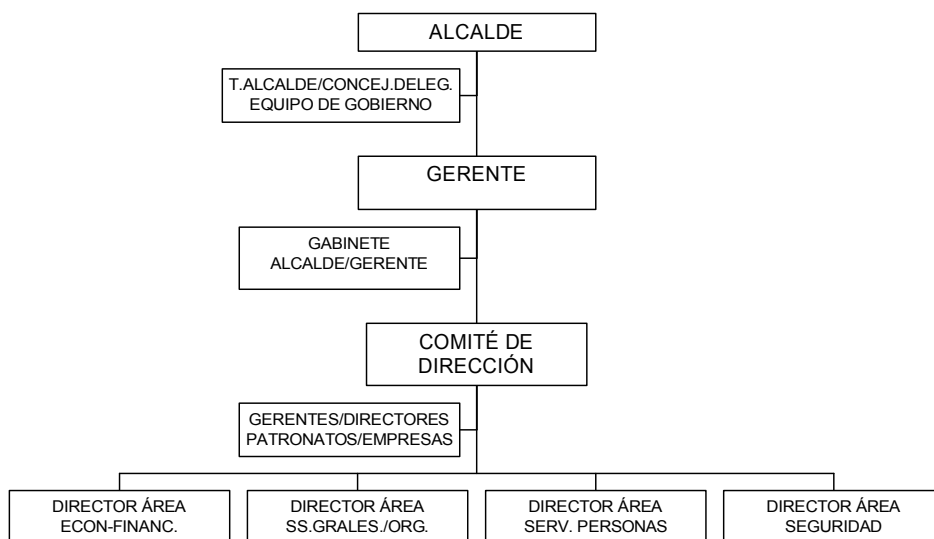 ALCALDE
T.ALCALDE/CONCEJ.DELEG.
EQUIPO DE GOBIERNO
GERENTE
GABINETE
ALCALDE/GERENTE
COMITÉ DE
DIRECCIÓN
GERENTES/DIRECTORES
PATRONATOS/EMPRESAS
DIRECTOR ÁREA
ECON-FINANC.
DIRECTOR ÁREA
SS.GRALES./ORG.
DIRECTOR ÁREA
SERV. PERSONAS
DIRECTOR ÁREA
SEGURIDAD